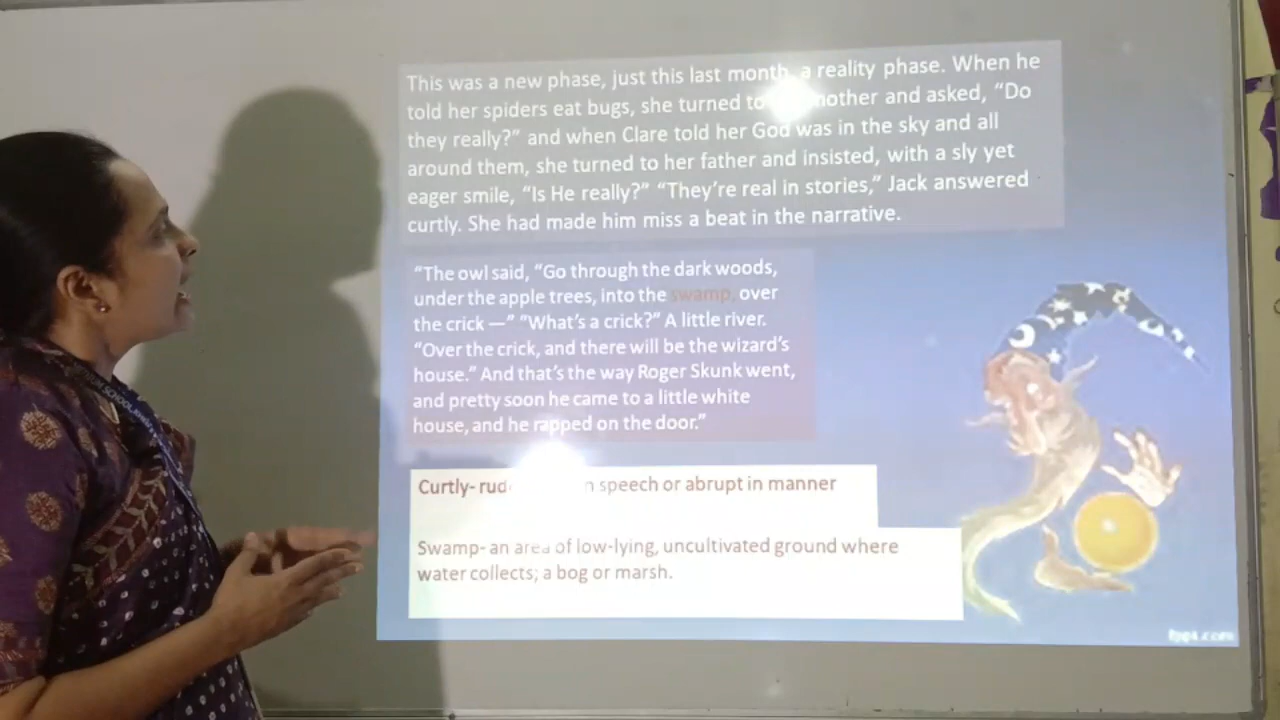 This was a new phase, just this last month, a reality phase. When he
told her spiders eat bugs, she turned to mother and asked, “Do
they really?” and when Clare told her God was in the sky and all
around them, she turned to her father and insisted, with a sly yet
eager smile, “Is He really?” “They’re real in stories,” Jack answered
curtly. She had made him miss a beat in the narrative.
“The owl said, “Go through the dark woods,
under the apple trees, into the swamp, over
the crick —” “What’s a crick?” A little river.
“Over the crick, and there will be the wizard’s
house.” And that’s the way Roger Skunk went,
and pretty soon he came to a little white
house, and he rapped on the door.”
Curtly- speech or abrupt in manner
Swamp- an area of low-lying, uncultivated ground where
water collects; a bog or marsh.